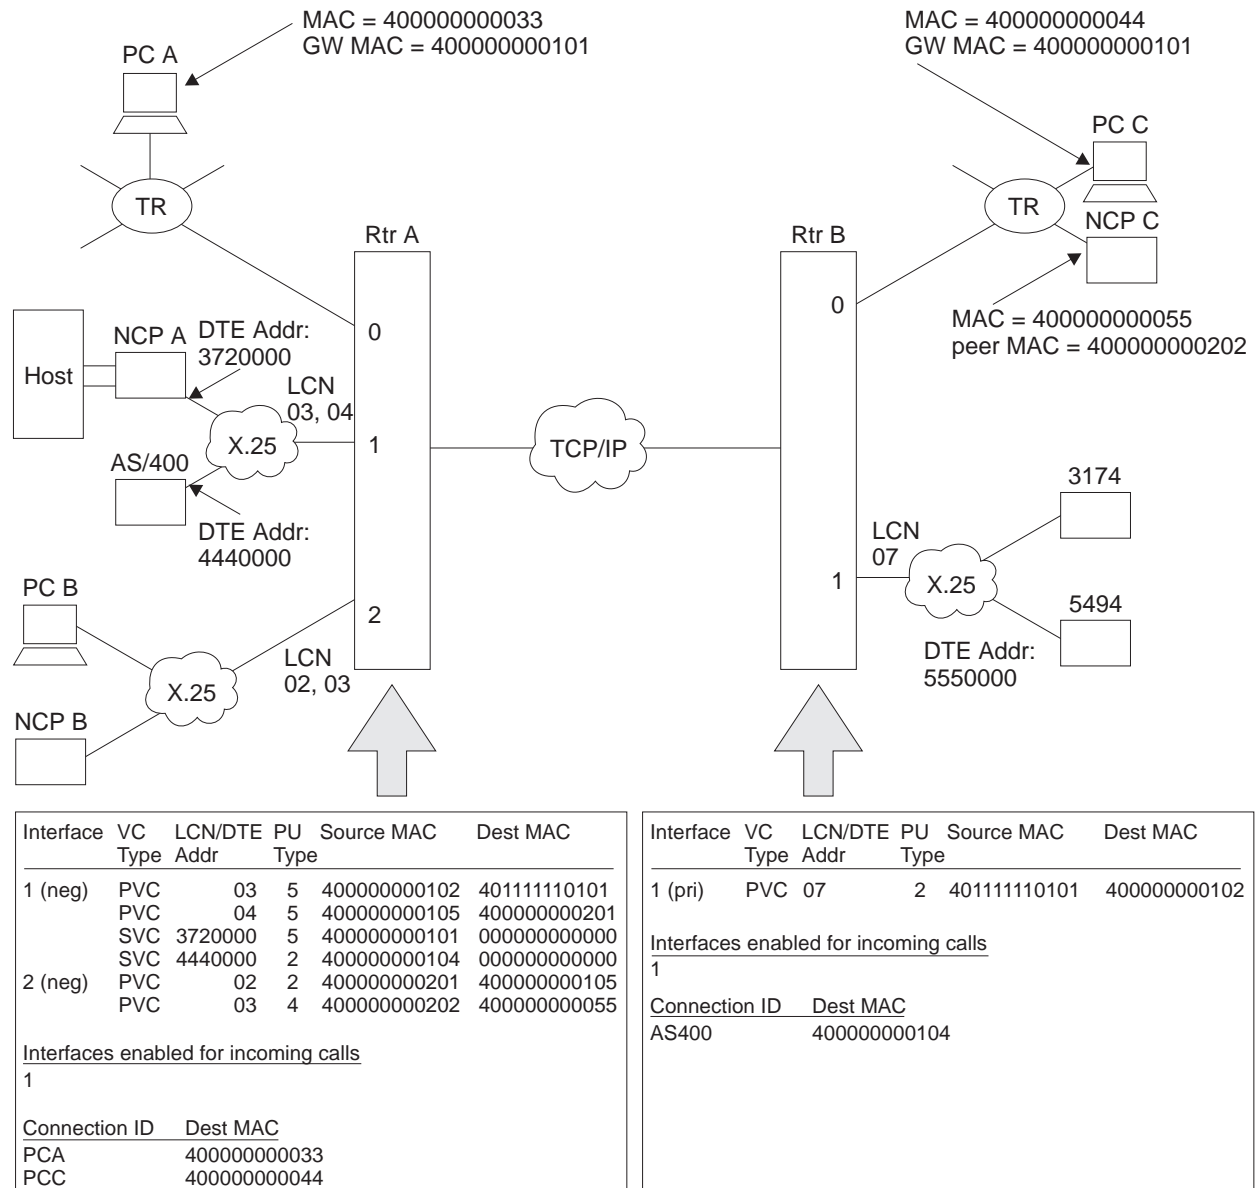 MAC = 400000000033
GW MAC = 400000000101
MAC = 400000000044
GW MAC = 400000000101
PC A
PC C
TR
TR
NCP C
Rtr A
Rtr B
0
0
MAC = 400000000055
peer MAC = 400000000202
Host
NCP A
DTE Addr:
3720000
LCN
03, 04
X.25
1
TCP/IP
AS/400
DTE Addr:
4440000
3174
LCN
07
1
X.25
5494
DTE Addr:
5550000
PC B
2
LCN
02, 03
X.25
NCP B
Interface VC LCN/DTE PU Source MAC Dest MAC
Type Addr Type
1 (neg) PVC 03 5 400000000102 401111110101
PVC 04 5 400000000105 400000000201
SVC 3720000 5 400000000101 000000000000
SVC 4440000 2 400000000104 000000000000
2 (neg) PVC 02 2 400000000201 400000000105
PVC 03 4 400000000202 400000000055
Interfaces enabled for incoming calls
1
Connection ID Dest MAC
PCA 400000000033
PCC 400000000044
Interface VC LCN/DTE PU Source MAC Dest MAC
Type Addr Type
1 (pri) PVC 07 2 401111110101 400000000102
Interfaces enabled for incoming calls
1
Connection ID Dest MAC
AS400 400000000104